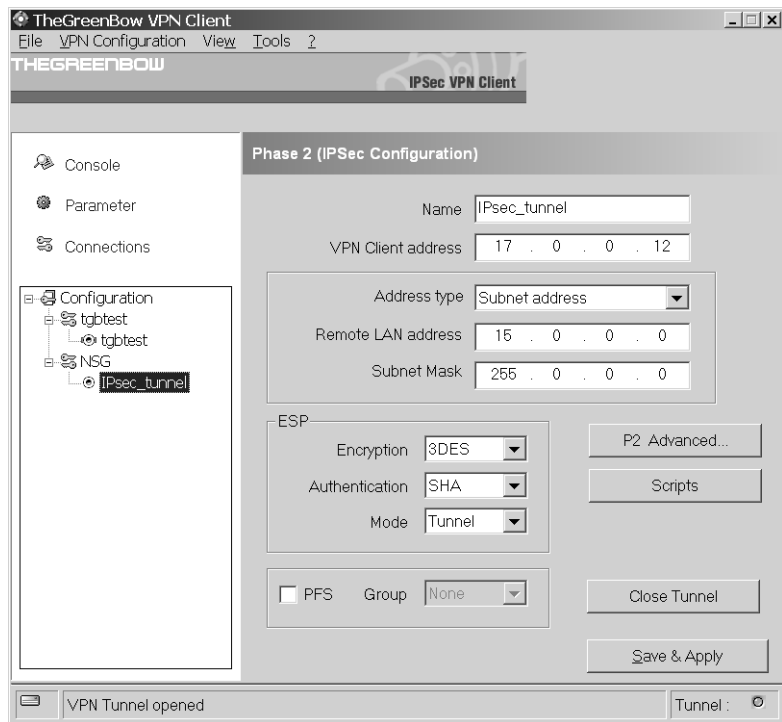 TheGreenBow VPN Client
File VPN Configuration View Tools ?
THEGREENBOW
IPSec VPN Client
Console
Parameter
Connections
Configuration
tgbtest
tgbtest
NSG
IPsec_tunnel
Phase 2 (IPSec Configuration)
Name IPsec_tunnel
VPN Client address 17 . 0 . 0 . 12
Address type Subnet address
Remote LAN address 15 . 0 . 0 . 0
Subnet Mask 255 . 0 . 0 . 0
ESP
Encryption 3DES
Authentication SHA
Mode Tunnel
P2 Advanced...
Scripts
PFS Group None
Close Tunnel
Save & Apply
VPN Tunnel opened
Tunnel :